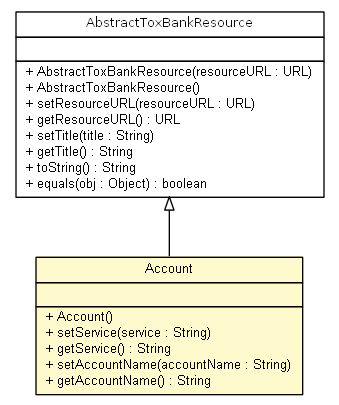 AbstractToxBankResource
+ AbstractToxBankResource(resourceURL : URL)
+ AbstractToxBankResource()
+ setResourceURL(resourceURL : URL)
+ getResourceURL() : URL
+ setTitle(title : String)
+ getTitle() : String
+ toString() : String
+ equals(obj : Object) : boolean
Account
+ Account()
+ setService(service : String)
+ getService() : String
+ setAccountName(accountName : String)
+ getAccountName() : String